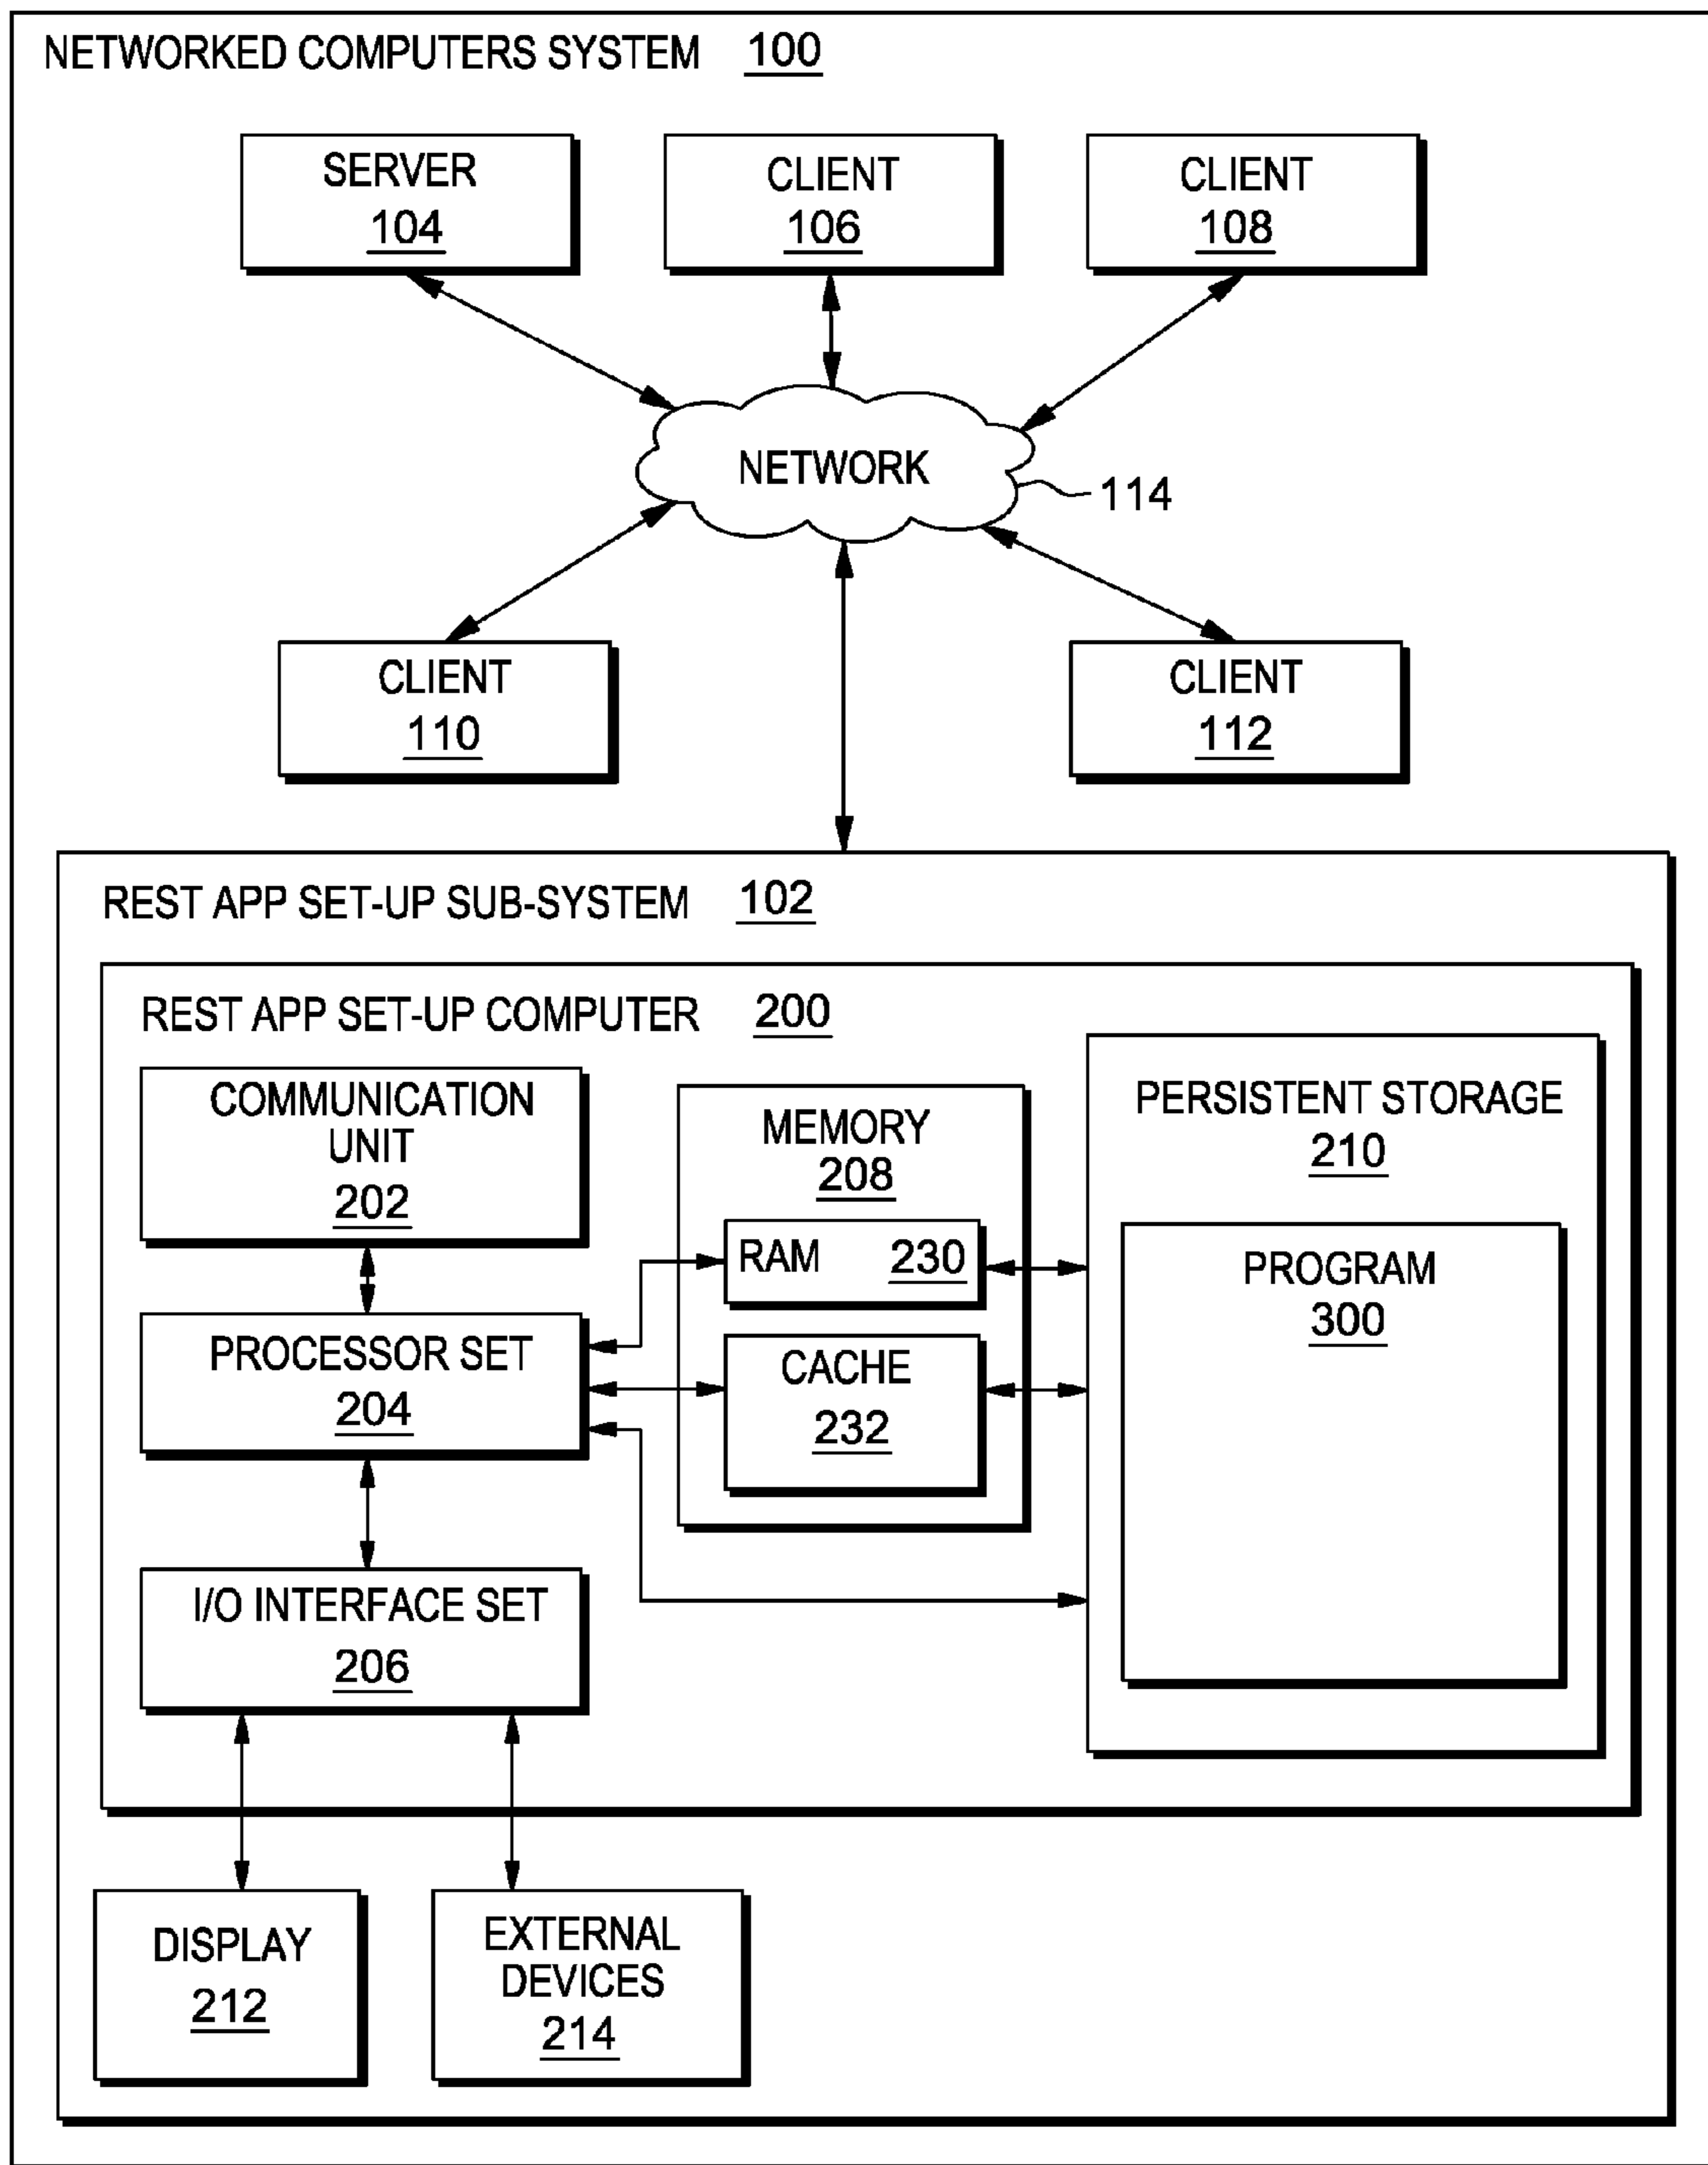 NETWORKED COMPUTERS SYSTEM 100
SERVER
104
CLIENT
106
CLIENT
108
NETWORK
114
CLIENT
110
CLIENT
112
REST APP SET-UP SUB-SYSTEM 102
REST APP SET-UP COMPUTER 200
COMMUNICATION
UNIT
202
MEMORY
208
PERSISTENT STORAGE
210
RAM 230
PROGRAM
300
PROCESSOR SET
204
CACHE
232
I/O INTERFACE SET
206
DISPLAY
212
EXTERNAL
DEVICES
214